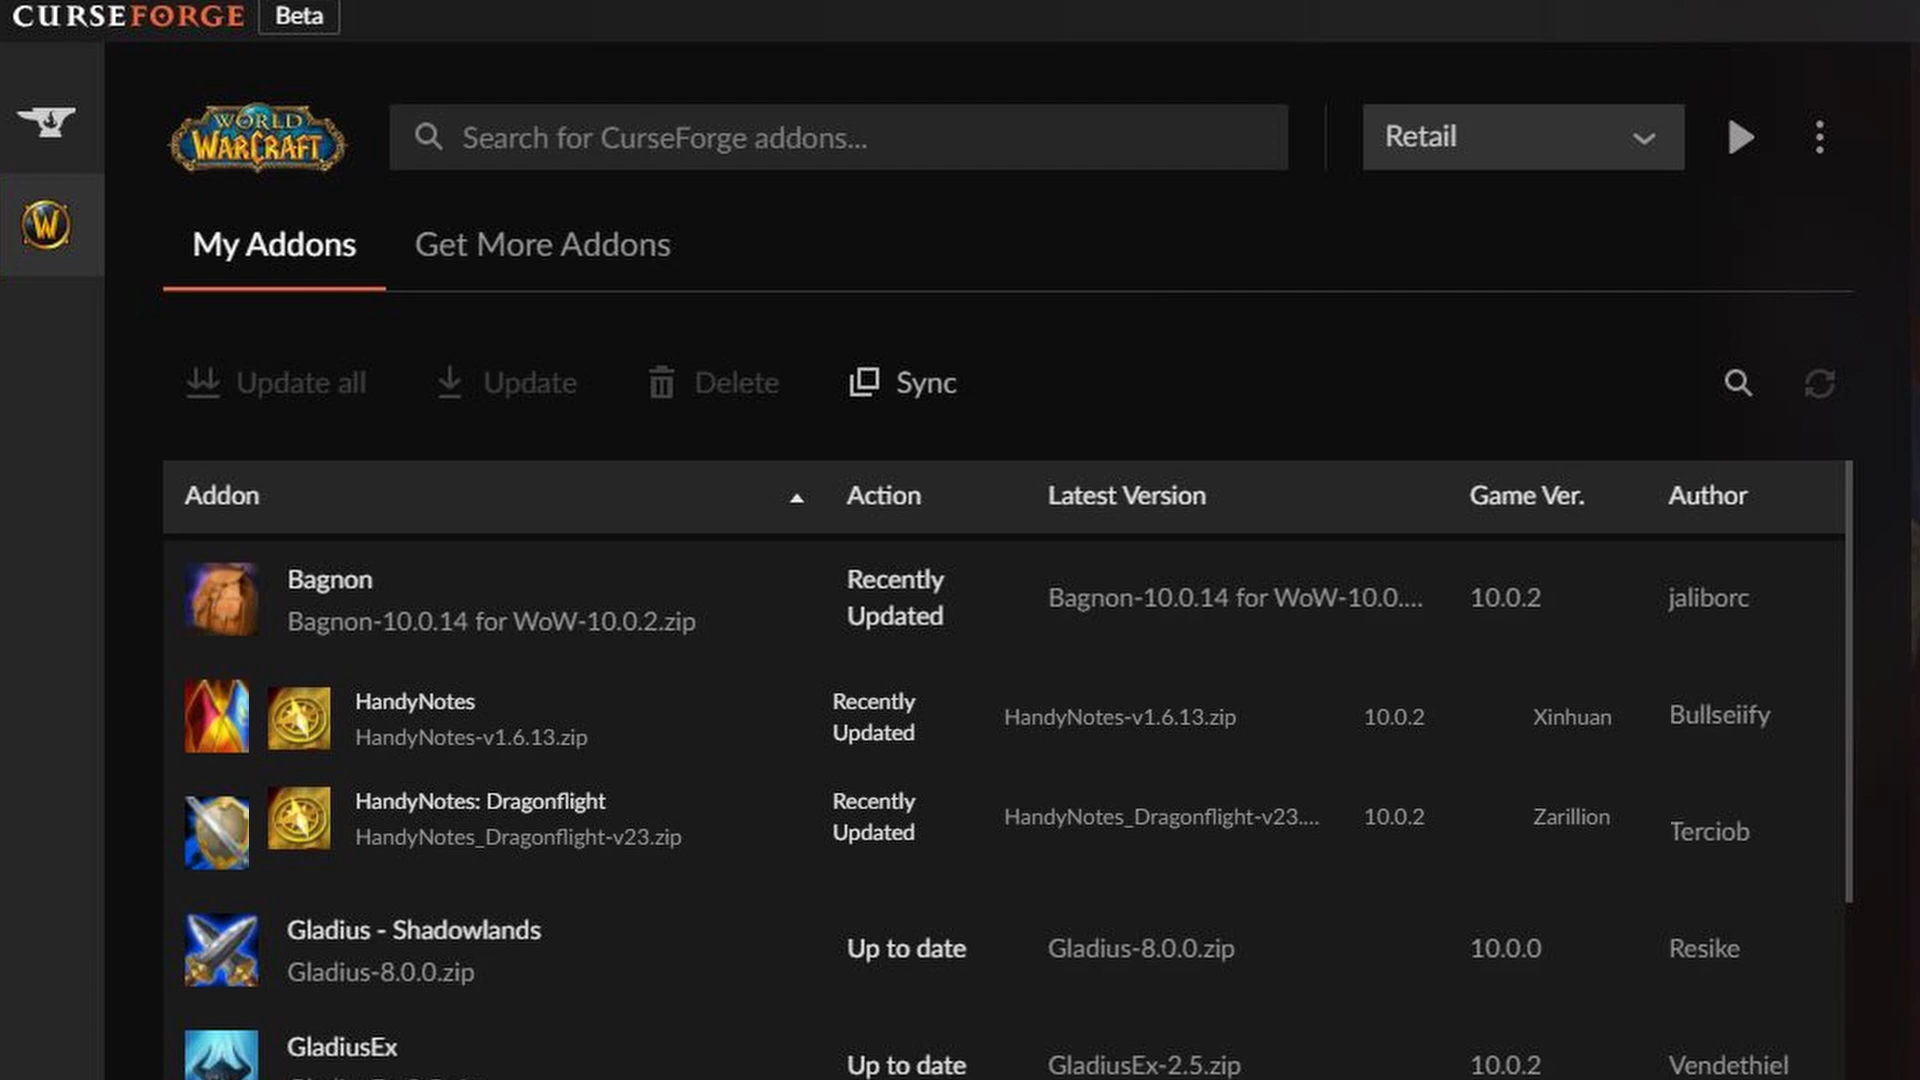 CURSEFORGE Beta
WORLD
WARCRAFT
Search for CurseForge addons...
Retail
W
My Addons Get More Addons
Update all Update Delete Sync
Addon Action Latest Version Game Ver. Author
Bagnon
Bagnon-10.0.14 for WoW-10.0.2.zip
Recently
Updated
Bagnon-10.0.14 for WoW-10.0.... 10.0.2 jaliborc
HandyNotes
HandyNotes-v1.6.13.zip
Recently
Updated
HandyNotes-v1.6.13.zip 10.0.2 Xinhuan Bullseiify
HandyNotes: Dragonflight
HandyNotes_Dragonflight-v23.zip
Recently
Updated
HandyNotes_Dragonflight-v23.... 10.0.2 Zarillion Terciob
Gladius - Shadowlands
Gladius-8.0.0.zip
Up to date Gladius-8.0.0.zip 10.0.0 Resike
GladiusEx
Up to date GladiusEx-2.5.zip 10.0.2 Vendethiel